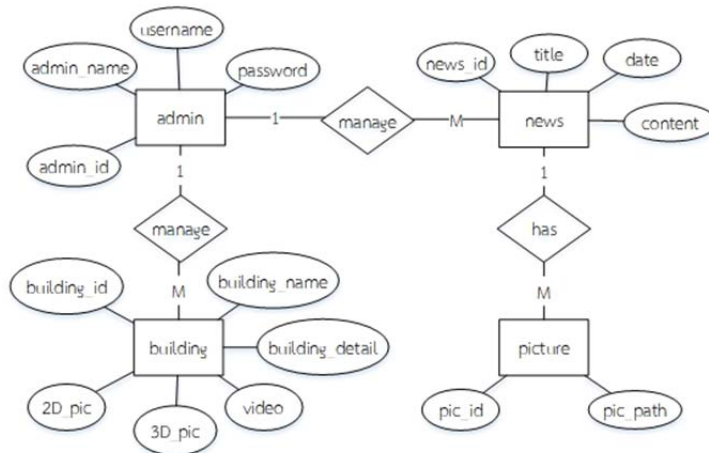 username
title
admin_name
news_id
date
password
admin
1
manage
M
news
content
admin_id
1
1
manage
has
building_id
building_name
M
M
building
building_detail
picture
2D_pic
video
pic_id
pic_path
3D_pic